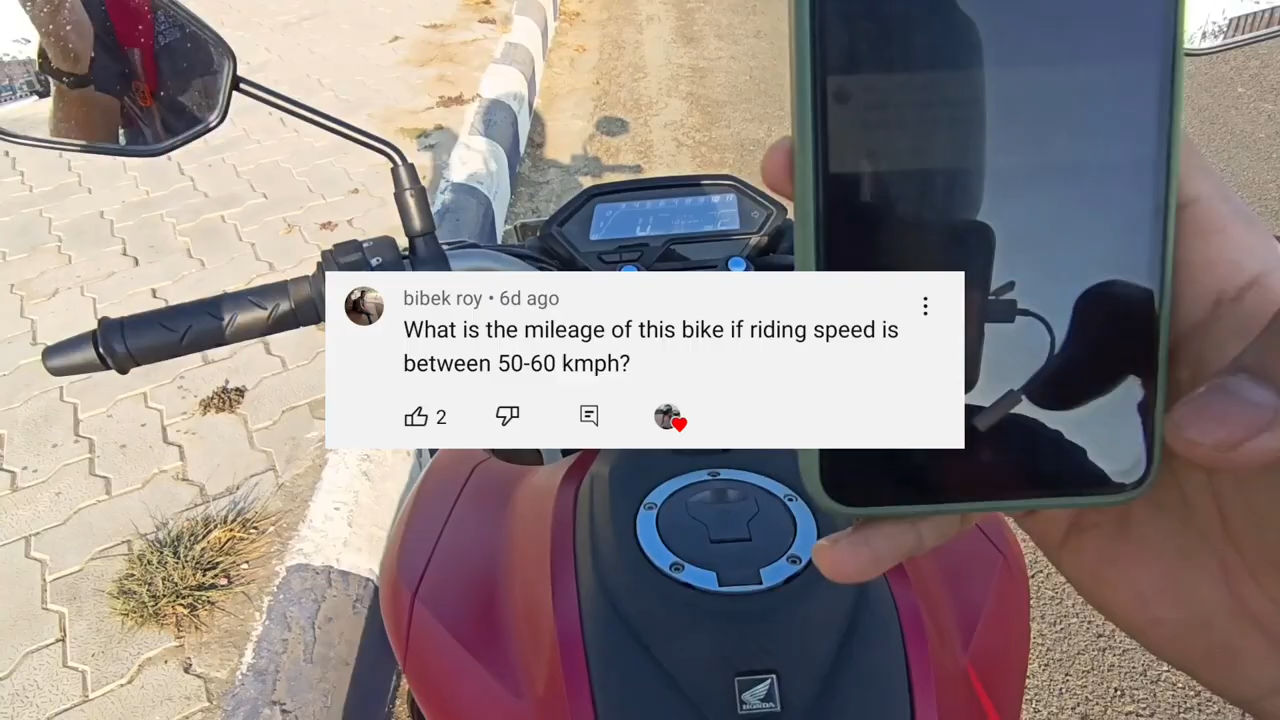 bibek roy • 6d ago
What is the mileage of this bike if riding speed is
between 50-60 kmph?
2
HONDA